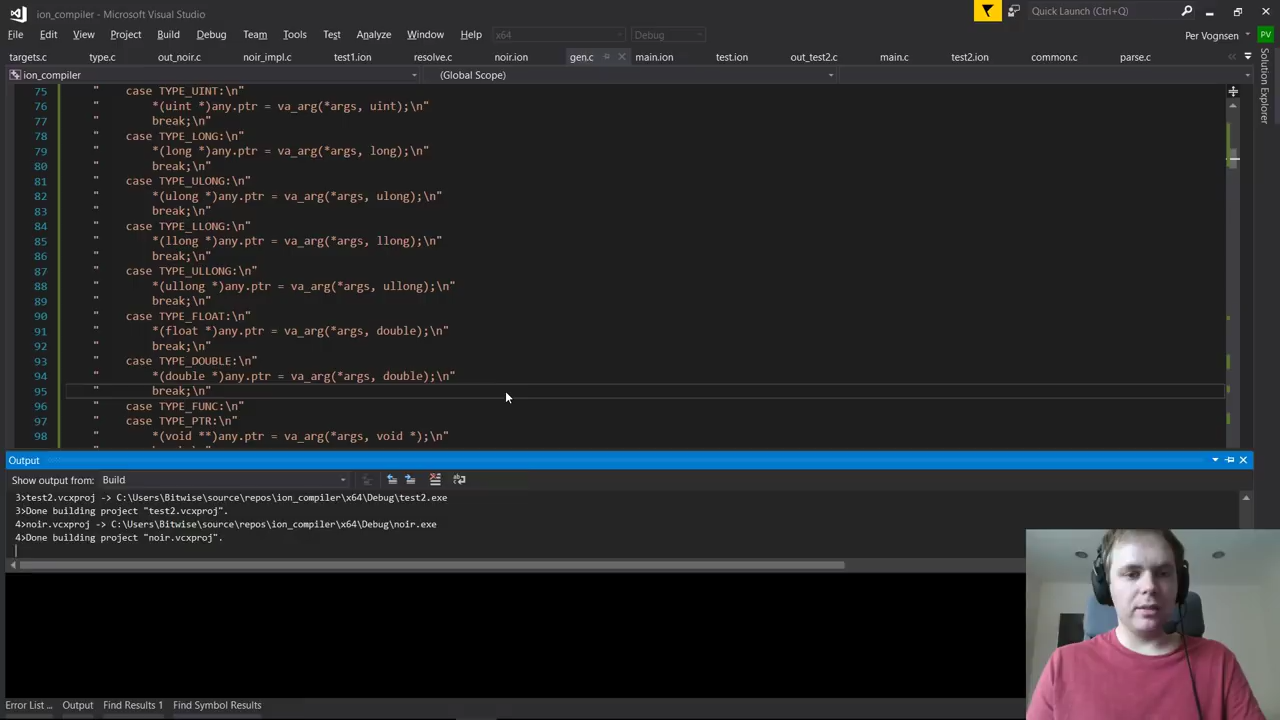 ion_compiler - Microsoft Visual Studio
Quick Launch (Ctrl+Q)
File Edit View Project Build Debug Team Tools Test Analyze Window Help x64 Debug
Per Vognsen PV
targets.c type.c out_noir.c noir_impl.c test1.ion resolve.c noir.ion gen.c main.ion test.ion out_test2.c main.c test2.ion common.c parse.c
ion_compiler (Global Scope)
Solution Explorer
75 " case TYPE_UINT:\n"
76 " *(uint *)any.ptr = va_arg(*args, uint);\n"
77 " break;\n"
78 " case TYPE_LONG:\n"
79 " *(long *)any.ptr = va_arg(*args, long);\n"
80 " break;\n"
81 " case TYPE_ULONG:\n"
82 " *(ulong *)any.ptr = va_arg(*args, ulong);\n"
83 " break;\n"
84 " case TYPE_LLONG:\n"
85 " *(llong *)any.ptr = va_arg(*args, llong);\n"
86 " break;\n"
87 " case TYPE_ULLONG:\n"
88 " *(ullong *)any.ptr = va_arg(*args, ullong);\n"
89 " break;\n"
90 " case TYPE_FLOAT:\n"
91 " *(float *)any.ptr = va_arg(*args, double);\n"
92 " break;\n"
93 " case TYPE_DOUBLE:\n"
94 " *(double *)any.ptr = va_arg(*args, double);\n"
95 " break;\n"
96 " case TYPE_FUNC:\n"
97 " case TYPE_PTR:\n"
98 " *(void **)any.ptr = va_arg(*args, void *);\n"
Output
Show output from: Build
3>test2.vcxproj -> C:\Users\Bitwise\source\repos\ion_compiler\x64\Debug\test2.exe
3>Done building project "test2.vcxproj".
4>noir.vcxproj -> C:\Users\Bitwise\source\repos\ion_compiler\x64\Debug\noir.exe
4>Done building project "noir.vcxproj".
Error List ... Output Find Results 1 Find Symbol Results